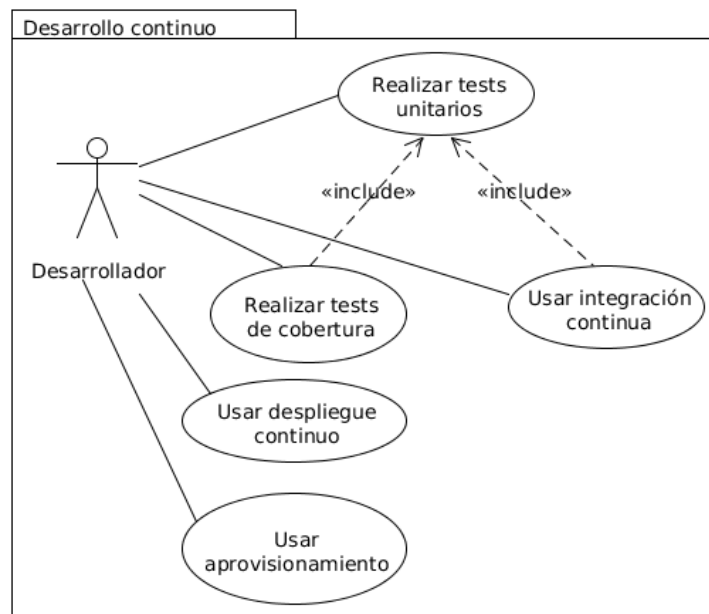 Desarrollo continuo
Realizar tests
unitarios
«include»
«include»
Desarrollador
Realizar tests
de cobertura
Usar integración
continua
Usar despliegue
continuo
Usar
aprovisionamiento